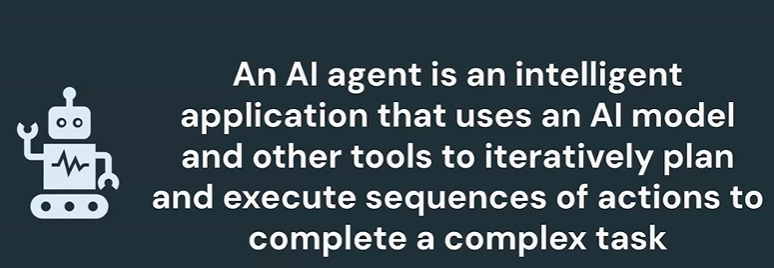 An AI agent is an intelligent
application that uses an AI model
and other tools to iteratively plan
and execute sequences of actions to
complete a complex task